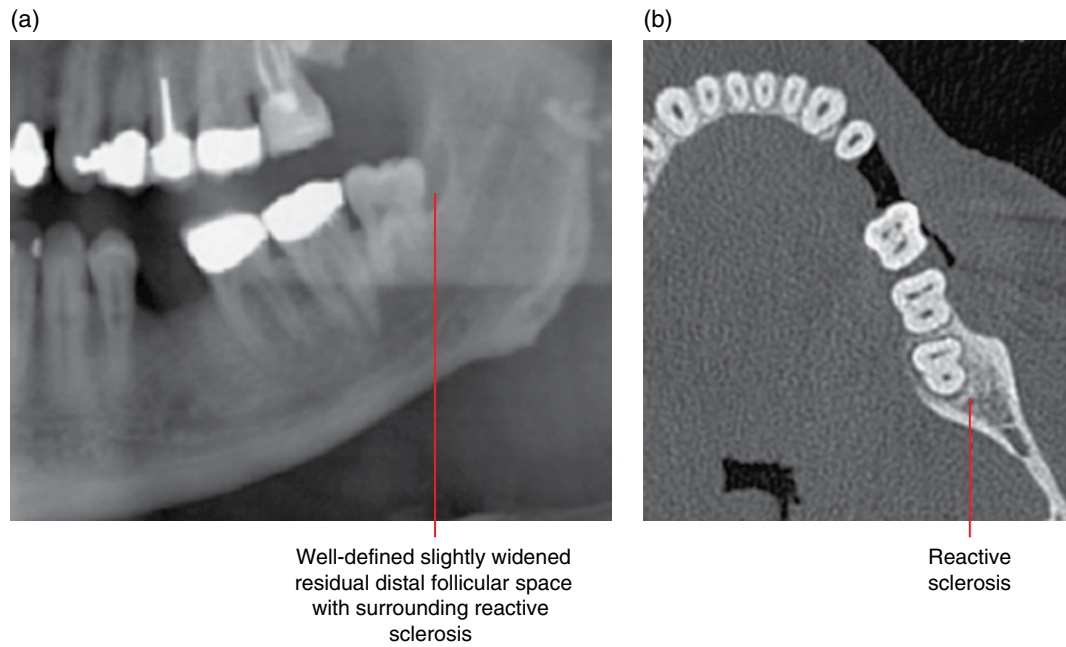 (a)
(b)
Well-defined slightly widened
residual distal follicular space
with surrounding reactive
sclerosis
Reactive
sclerosis